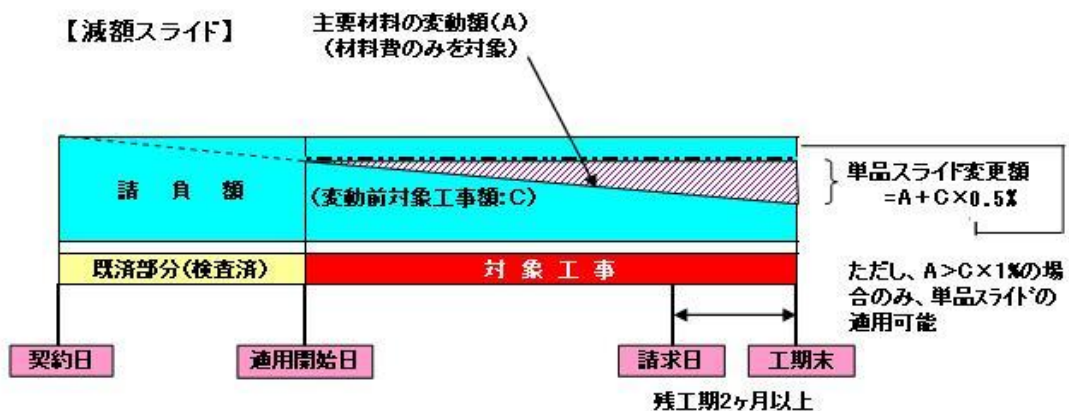 【減額スライド】
主要材料の変動額(A)
(材料費のみを対象)
請 負 額
(変動前対象工事額:C)
単品スライド変更額
=A+C×0.5%
既済部分(検査済)
対 象 工 事
ただし、A>C×1%の場
合のみ、単品スライドの
適用可能
契約日
適用開始日
請求日
工期末
残工期2ヶ月以上